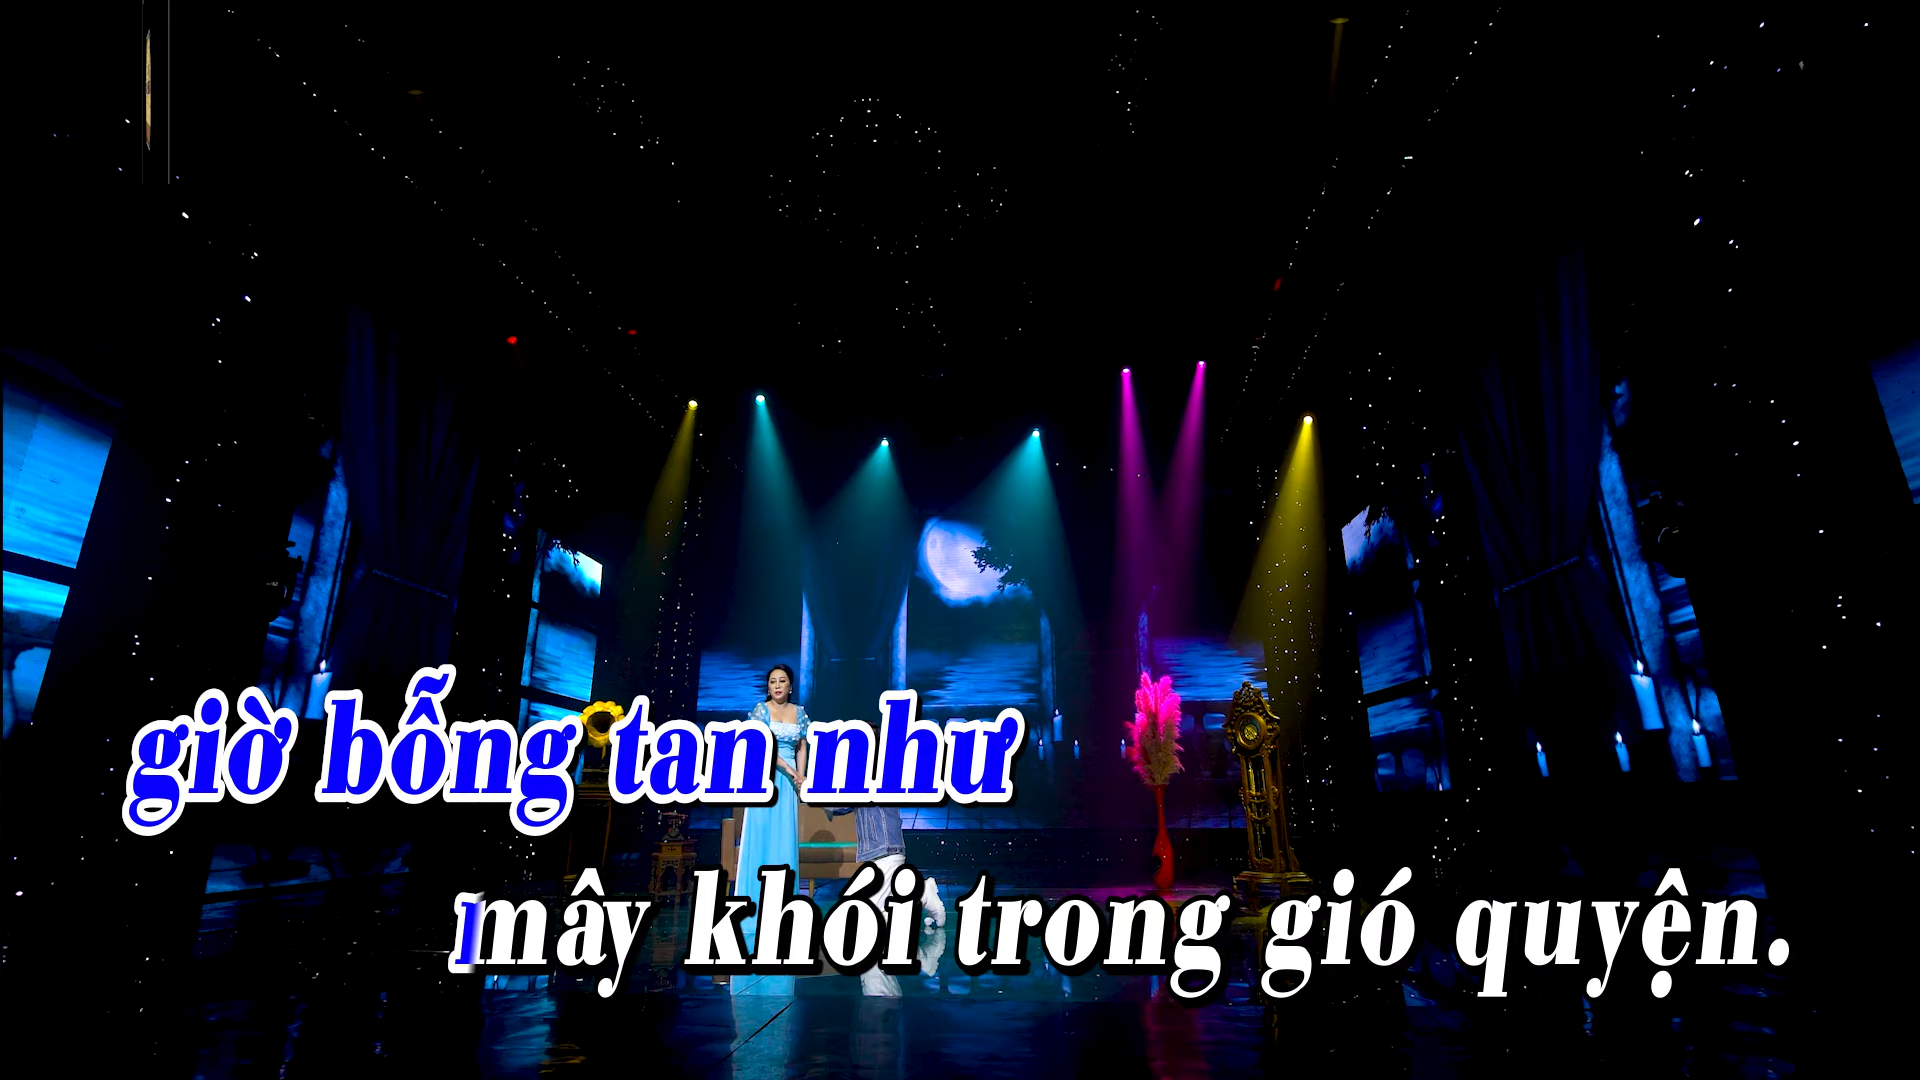 giờ bỗng tan như
mây khói trong gió quyện.